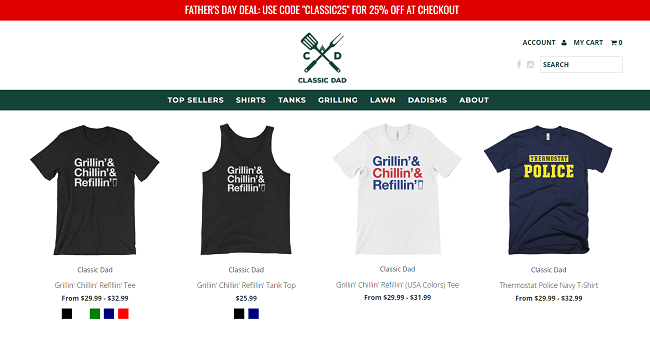 FATHER'S DAY DEAL: USE CODE "CLASSIC25" FOR 25% OFF AT CHECKOUT
C D
CLASSIC DAD
ACCOUNT MY CART 0
SEARCH
TOP SELLERS SHIRTS TANKS GRILLING LAWN DADISMS ABOUT
Grillin'&
Chillin'&
Refillin'
Grillin'&
Chillin'&
Refillin'
Grillin'&
Chillin'&
Refillin'
THERMOSTAT
POLICE
Classic Dad
Grillin' Chillin' Refillin' Tee
From $29.99 - $32.99
Classic Dad
Grillin' Chillin' Refillin' Tank Top
$25.99
Classic Dad
Grillin' Chillin' Refillin' (USA Colors) Tee
From $29.99 - $31.99
Classic Dad
Thermostat Police Navy T-Shirt
From $29.99 - $32.99